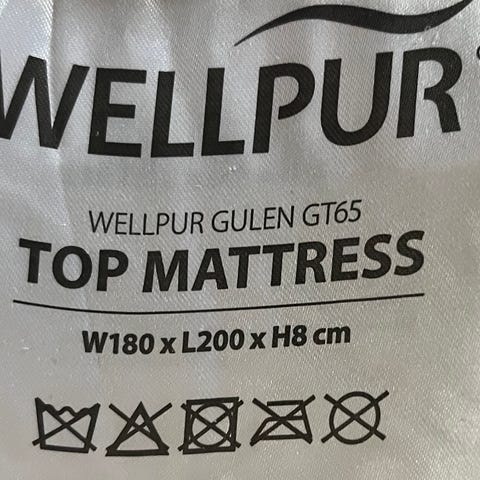 WELLPUR®
WELLPUR GULEN GT65
TOP MATTRESS
W180 x L200 x H8 cm